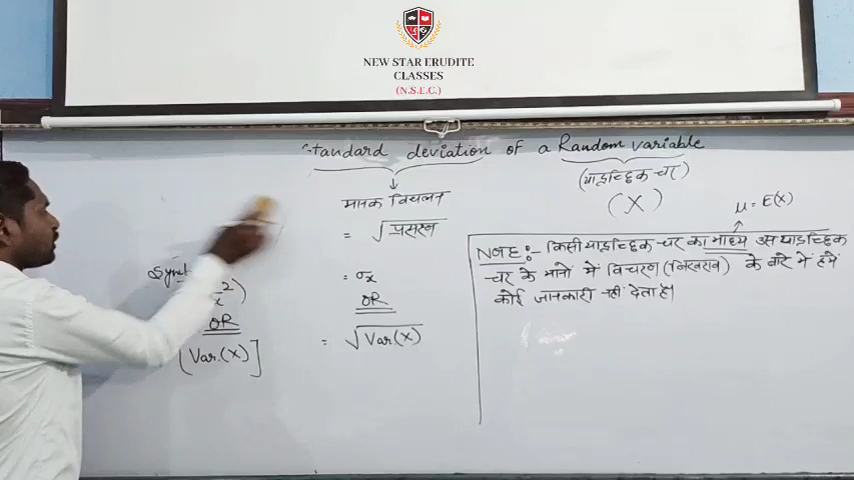 NEW STAR ERUDITE
CLASSES
(N.S.E.C.)
Standard deviation of a Random variable
(यादृच्छिक चर)
(X)
मानक विचलन
= √प्रसरण
= σx
OR
= √Var.(X)
OR
[Var.(X)]
μ = E(X)
NOTE:- किसी यादृच्छिक चर का माध्य उस यादृच्छिक
चर के मानों में विचरण (बिखराव) के बारे में हमें
कोई जानकारी नहीं देता है।